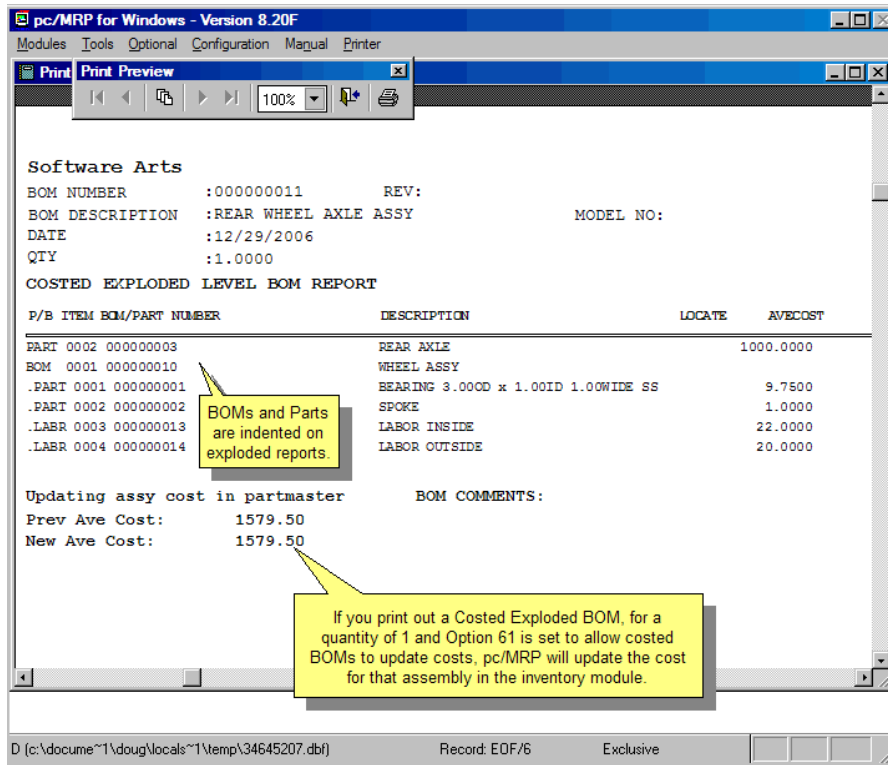 pc/MRP for Windows - Version 8.20F
Modules Tools Optional Configuration Manual Printer
Print
Print Preview
100%
Software Arts
BOM NUMBER :000000011 REV:
BOM DESCRIPTION :REAR WHEEL AXLE ASSY MODEL NO:
DATE :12/29/2006
QTY :1.0000
COSTED EXPLODED LEVEL BOM REPORT
P/B ITEM BOM/PART NUMBER DESCRIPTION LOCATE AVECOST
PART 0002 000000003 REAR AXLE 1000.0000
BOM 0001 000000010 WHEEL ASSY
.PART 0001 000000001 BEARING 3.00OD x 1.00ID 1.00WIDE SS 9.7500
.PART 0002 000000002 SPOKE 1.0000
.LABR 0003 000000013 LABOR INSIDE 22.0000
.LABR 0004 000000014 LABOR OUTSIDE 20.0000
BOMs and Parts
are indented on
exploded reports.
Updating assy cost in partmaster BOM COMMENTS:
Prev Ave Cost: 1579.50
New Ave Cost: 1579.50
If you print out a Costed Exploded BOM, for a
quantity of 1 and Option 61 is set to allow costed
BOMs to update costs, pc/MRP will update the cost
for that assembly in the inventory module.
D (c:\docume~1\doug\locals~1\temp\34645207.dbf) Record: EOF/6 Exclusive